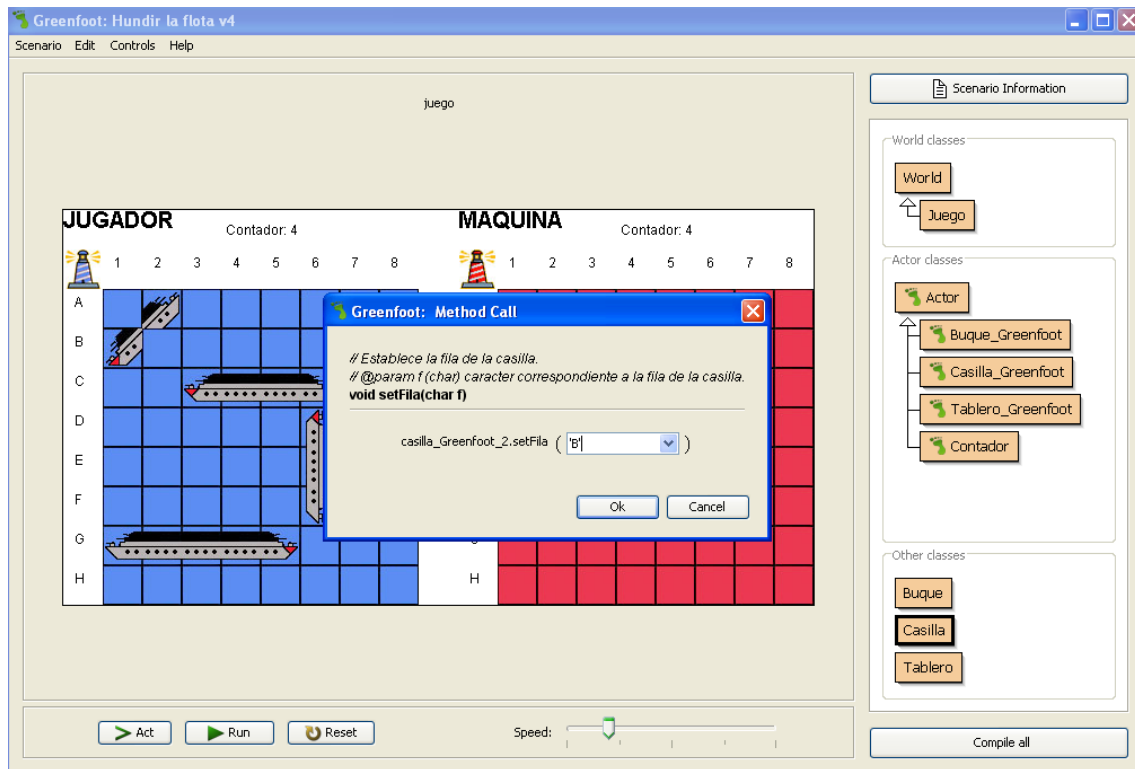 Greenfoot: Hundir la flota v4
Scenario Edit Controls Help
juego
Scenario Information
World classes
World
Juego
Actor classes
Actor
Buque_Greenfoot
Casilla_Greenfoot
Tablero_Greenfoot
Contador
Other classes
Buque
Casilla
Tablero
Compile all
JUGADOR
Contador: 4
MAQUINA
Contador: 4
1 2 3 4 5 6 7 8
1 2 3 4 5 6 7 8
A
B
C
D
E
F
G
H
H
Greenfoot: Method Call
// Establece la fila de la casilla.
// @param f (char) caracter correspondiente a la fila de la casilla.
void setFila(char f)
casilla_Greenfoot_2.setFila ( 'B' )
Ok Cancel
Act Run Reset Speed: